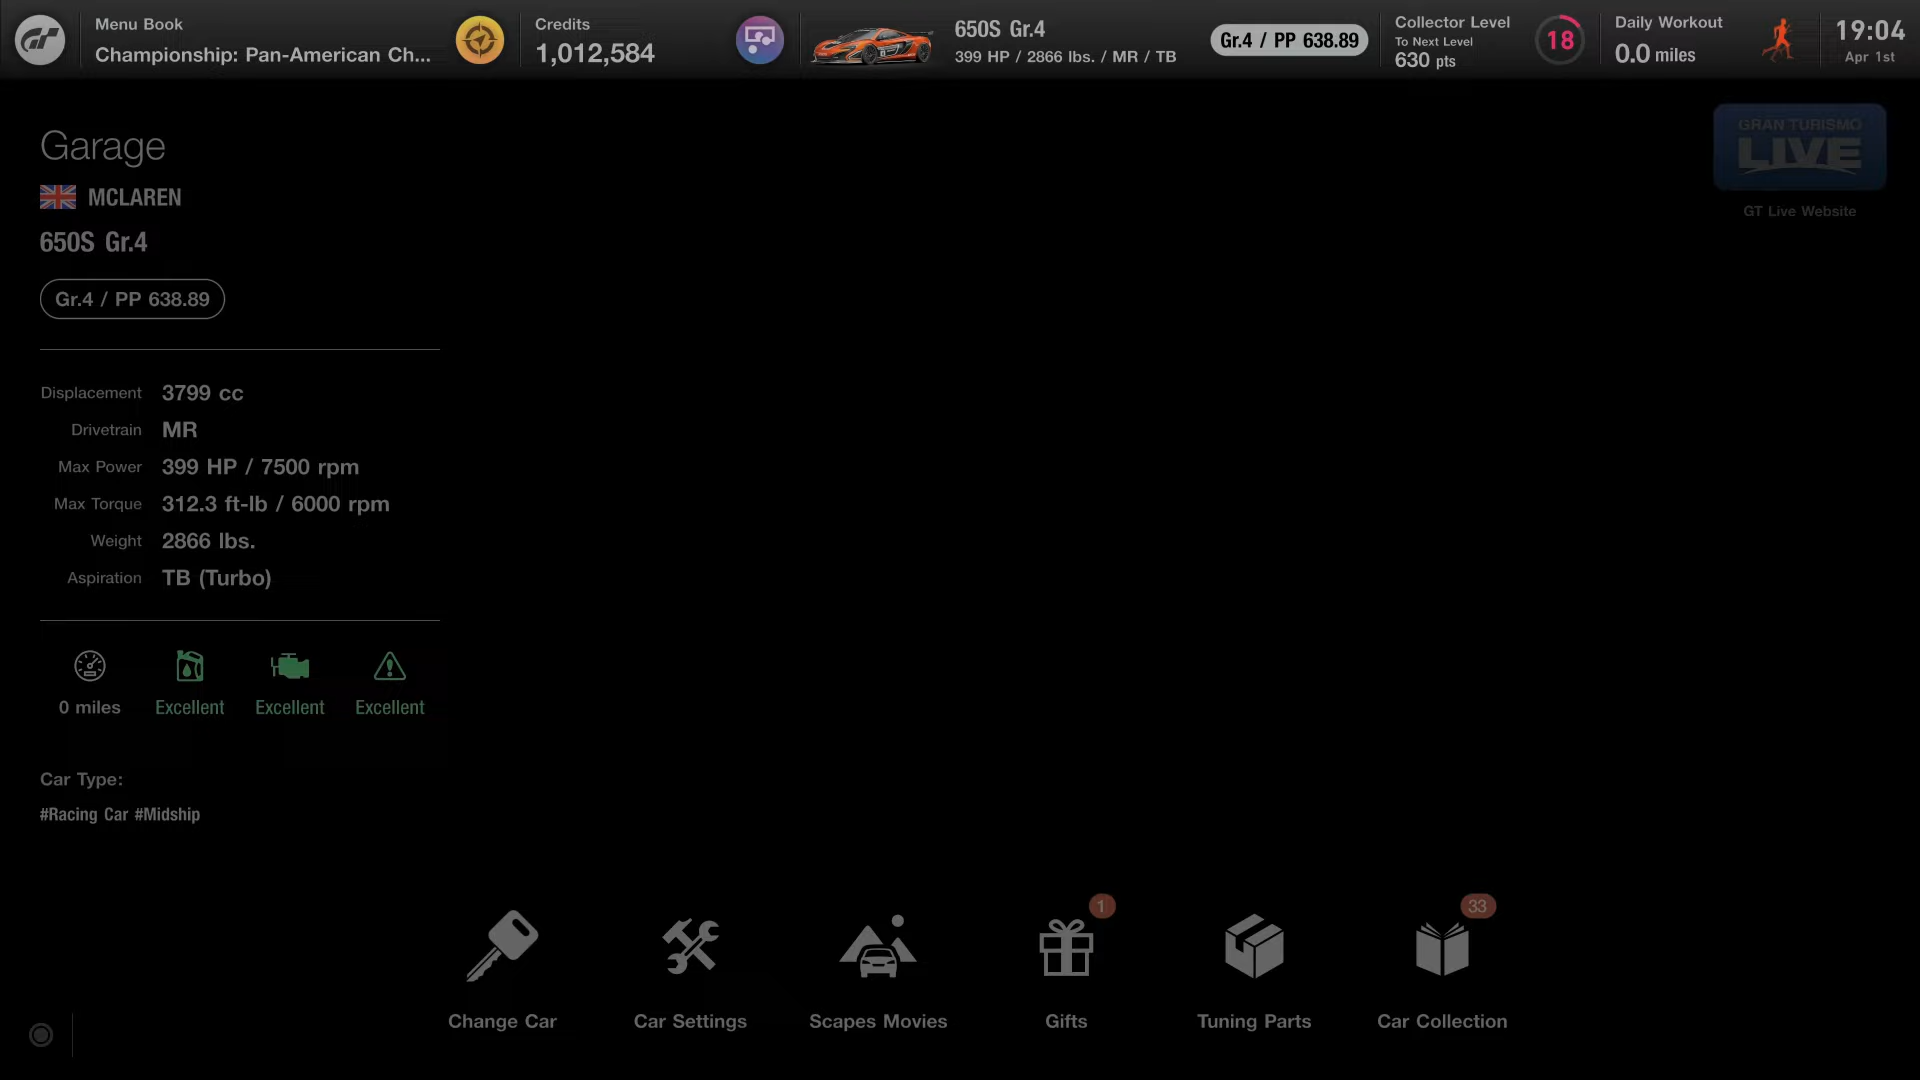 Menu Book
Championship: Pan-American Ch...
Credits
1,012,584
650S Gr.4
399 HP / 2866 lbs. / MR / TB
Gr.4 / PP 638.89
Collector Level
To Next Level
630 pts
18
Daily Workout
0.0 miles
19:04
Apr 1st
Garage
MCLAREN
650S Gr.4
Gr.4 / PP 638.89
GRAN TURISMO
LIVE
GT Live Website
Displacement 3799 cc
Drivetrain MR
Max Power 399 HP / 7500 rpm
Max Torque 312.3 ft-lb / 6000 rpm
Weight 2866 lbs.
Aspiration TB (Turbo)
0 miles Excellent Excellent Excellent
Car Type:
#Racing Car #Midship
1
33
Change Car
Car Settings
Scapes Movies
Gifts
Tuning Parts
Car Collection